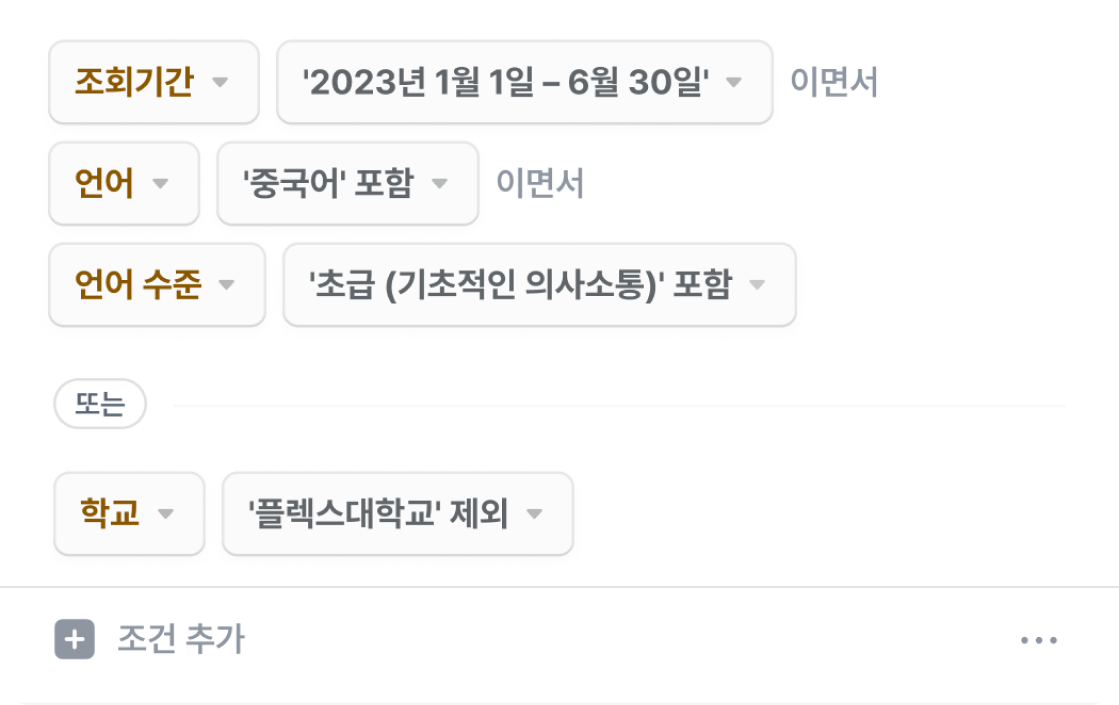 조회기간 '2023년 1월 1일 – 6월 30일' 이면서
언어 '중국어' 포함 이면서
언어 수준 '초급 (기초적인 의사소통)' 포함
또는
학교 '플렉스대학교' 제외
조건 추가